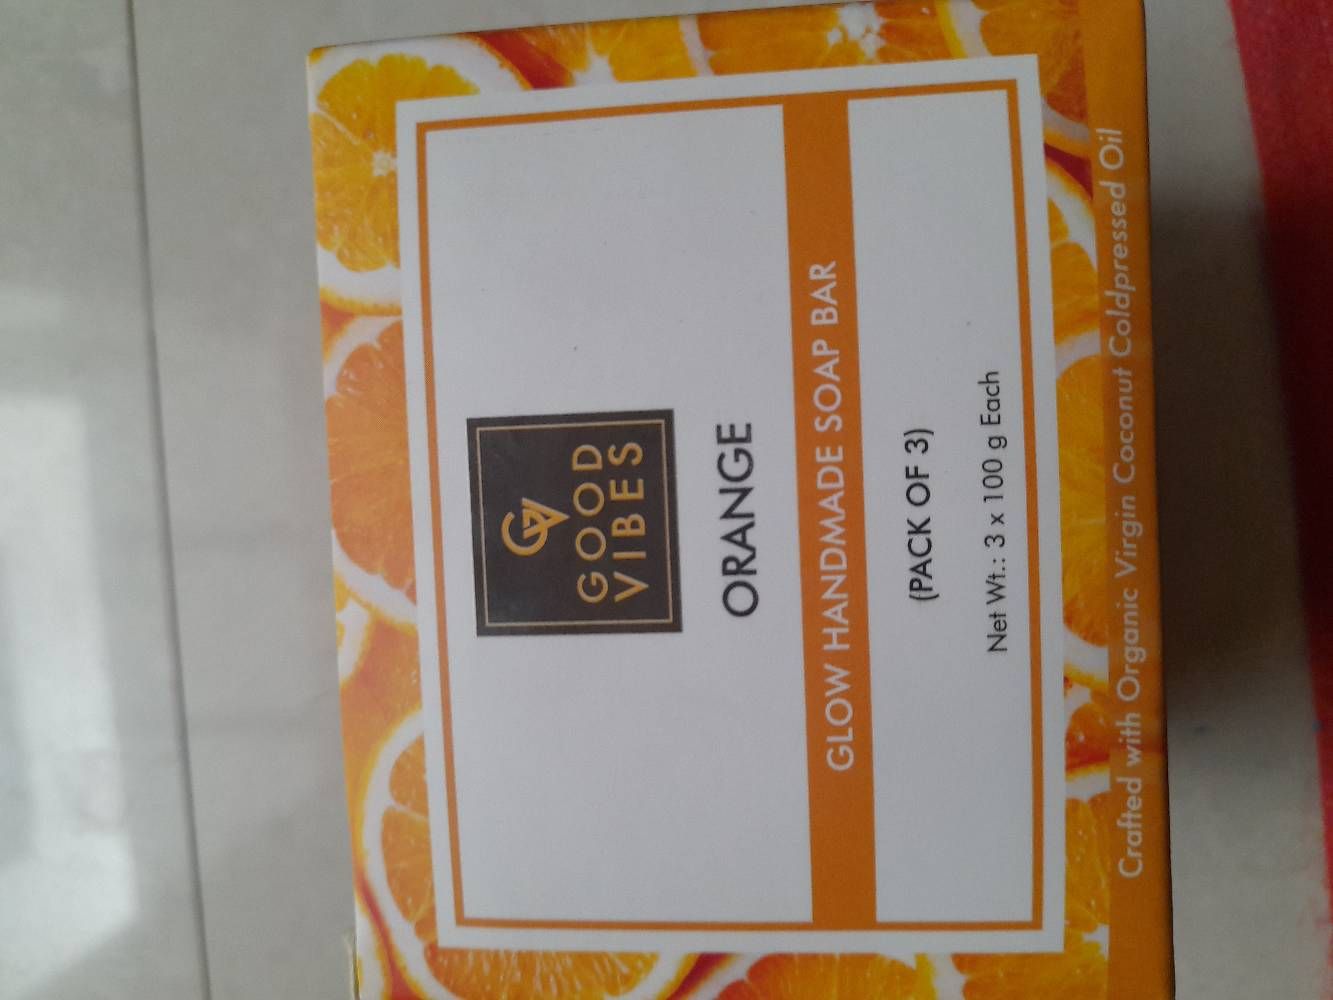 GV
GOOD
VIBES
ORANGE
GLOW HANDMADE SOAP BAR
(PACK OF 3)
Net Wt.: 3 x 100 g Each
Crafted with Organic Virgin Coconut Coldpressed Oil